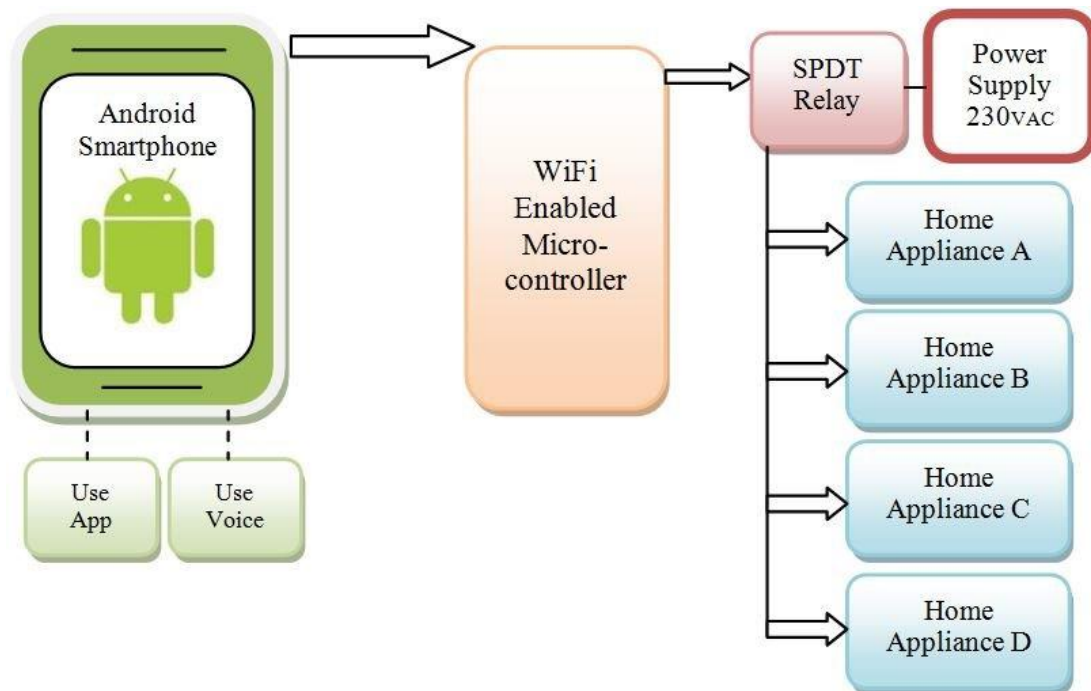 Android
Smartphone
Use
App
Use
Voice
WiFi
Enabled
Micro-
controller
SPDT
Relay
Power
Supply
230VAC
Home
Appliance A
Home
Appliance B
Home
Appliance C
Home
Appliance D